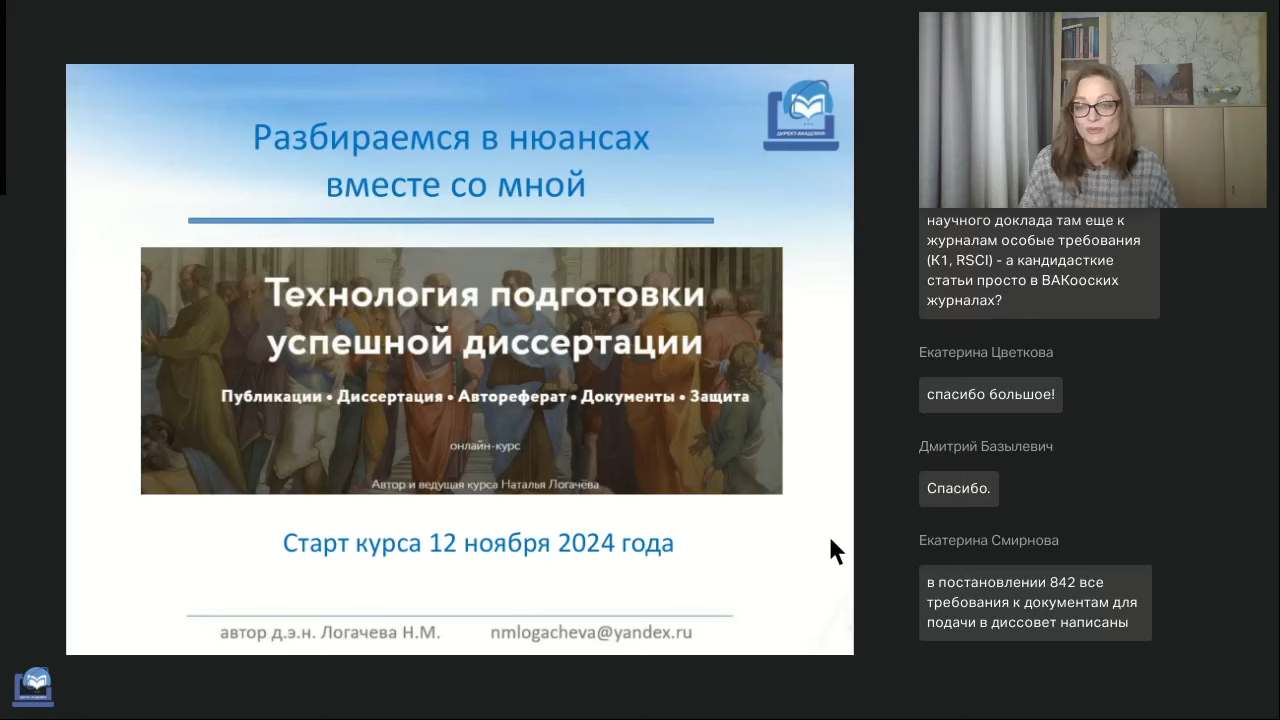 Разбираемся в нюансах
вместе со мной
ДИРЕКТ-АКАДЕМИЯ
Технология подготовки
успешной диссертации
Публикации • Диссертация • Автореферат • Документы • Защита
онлайн-курс
Автор и ведущая курса Наталья Логачёва
Старт курса 12 ноября 2024 года
автор д.э.н. Логачева Н.М.
nmlogacheva@yandex.ru
научного доклада там еще к
журналам особые требования
(К1, RSCI) - а кандидасткие
статьи просто в ВАКооских
журналах?
Екатерина Цветкова
спасибо большое!
Дмитрий Базылевич
Спасибо.
Екатерина Смирнова
в постановлении 842 все
требования к документам для
подачи в диссовет написаны